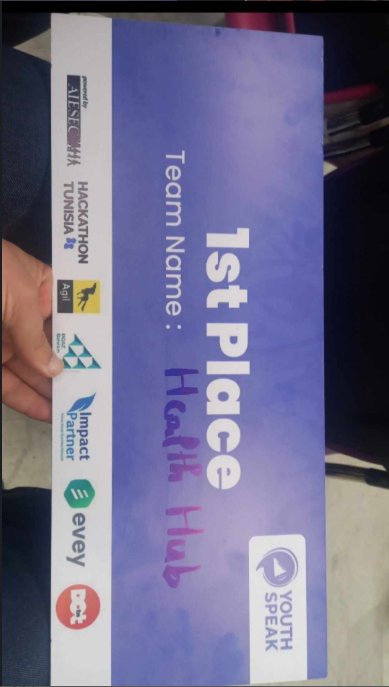 YOUTH
SPEAK
1st Place
Team Name : Health Hub
powered by
AIESEC
HACKATHON
TUNISIA
Agil
Impact
Partner
evey